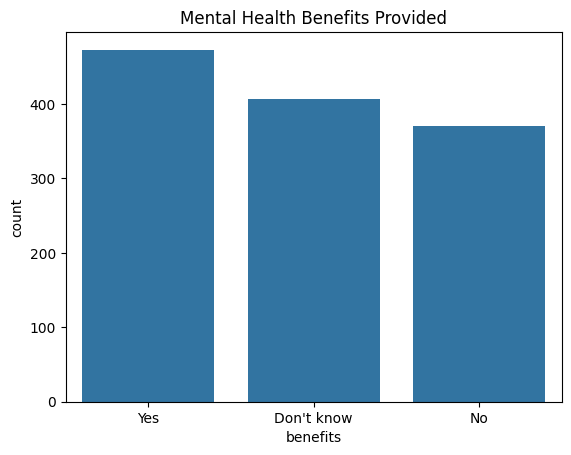 Mental Health Benefits Provided
count
400
300
200
100
0
Yes
Don't know
No
benefits